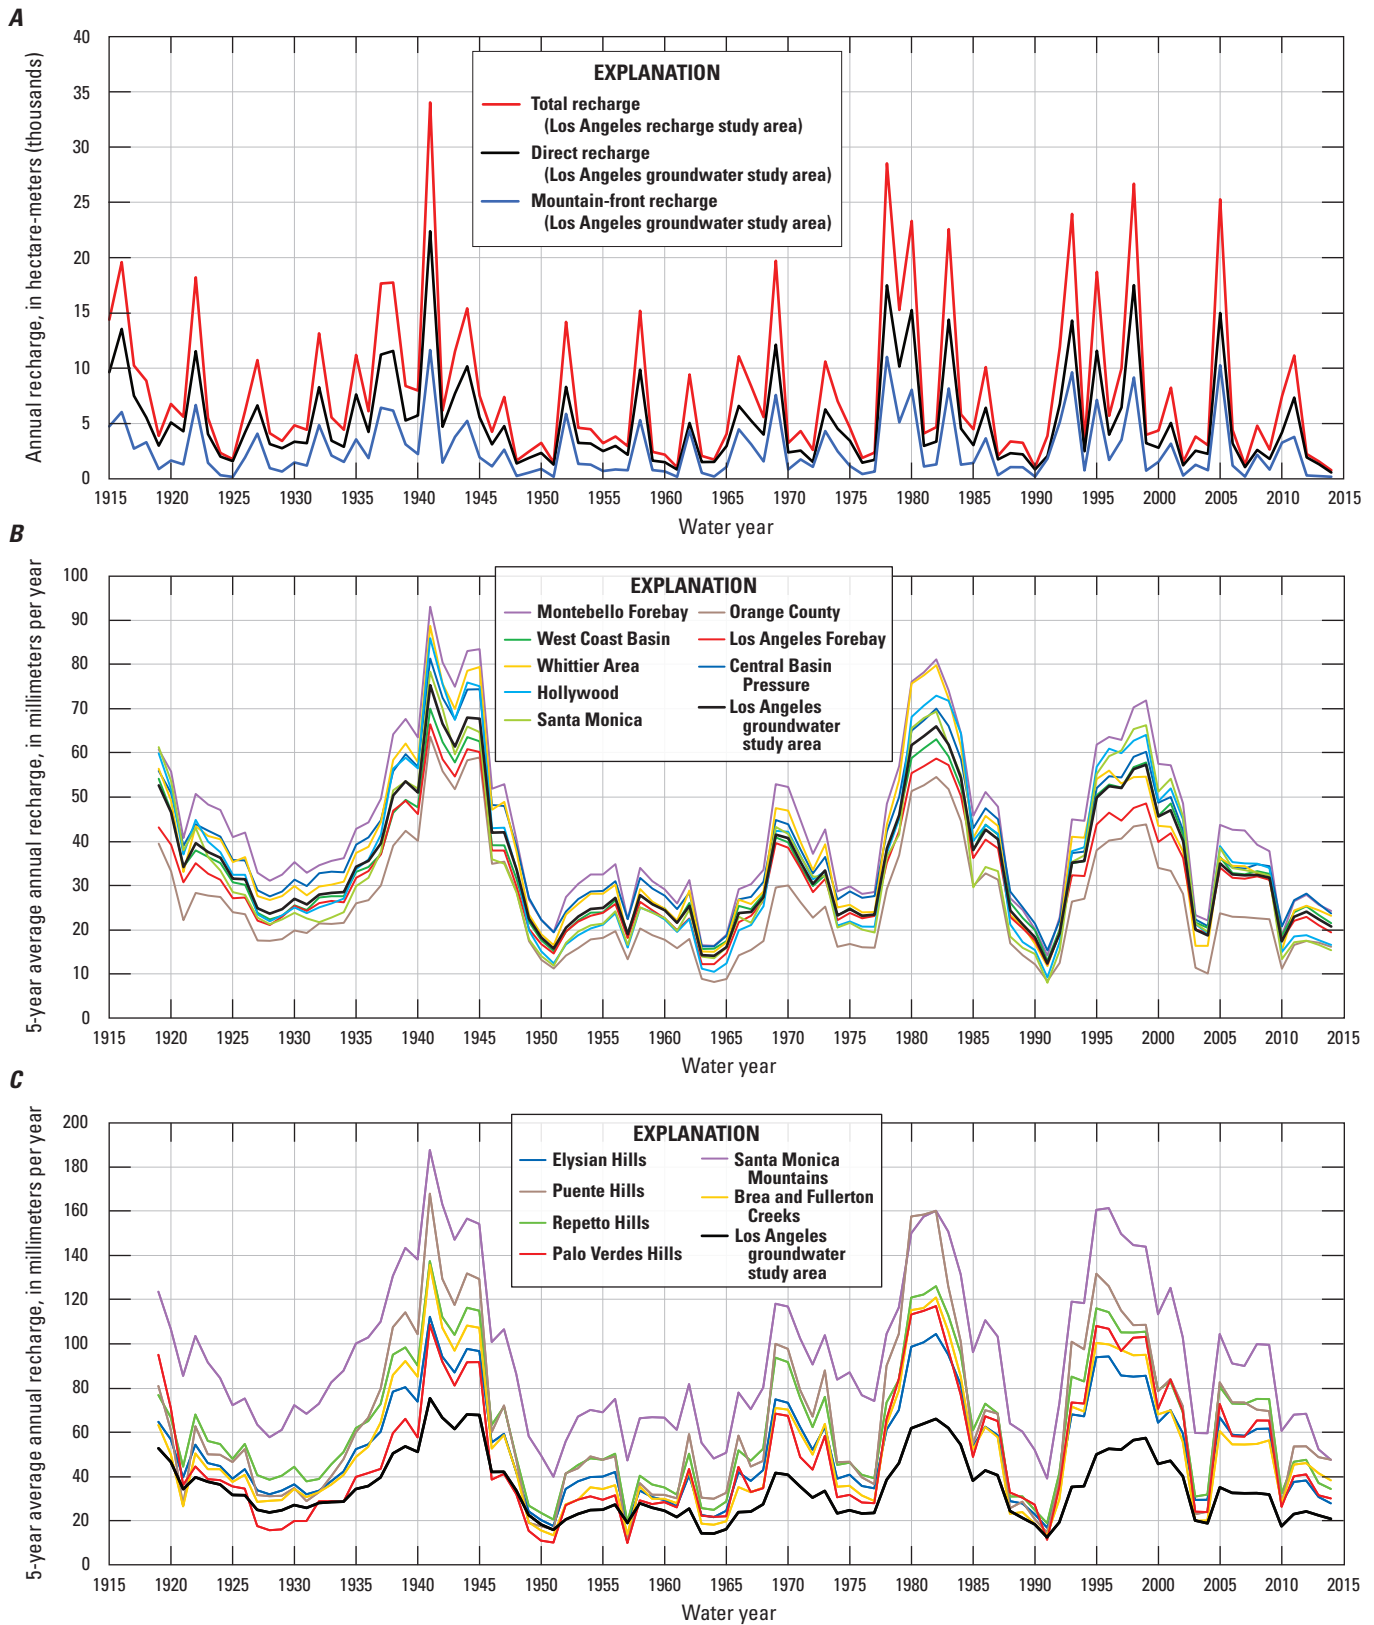 A
Annual recharge, in hectare-meters (thousands)
40
35
30
25
20
15
10
5
0
EXPLANATION
Total recharge
(Los Angeles recharge study area)
Direct recharge
(Los Angeles groundwater study area)
Mountain-front recharge
(Los Angeles groundwater study area)
1915 1920 1925 1930 1935 1940 1945 1950 1955 1960 1965 1970 1975 1980 1985 1990 1995 2000 2005 2010 2015
Water year
B
5-year average annual recharge, in millimeters per year
100
90
80
70
60
50
40
30
20
10
0
EXPLANATION
Montebello Forebay
West Coast Basin
Whittier Area
Hollywood
Santa Monica
Orange County
Los Angeles Forebay
Central Basin
Pressure
Los Angeles
groundwater
study area
1915 1920 1925 1930 1935 1940 1945 1950 1955 1960 1965 1970 1975 1980 1985 1990 1995 2000 2005 2010 2015
Water year
C
5-year average annual recharge, in millimeters per year
200
180
160
140
120
100
80
60
40
20
0
EXPLANATION
Elysian Hills
Puente Hills
Repetto Hills
Palo Verdes Hills
Santa Monica
Mountains
Brea and Fullerton
Creeks
Los Angeles
groundwater
study area
1915 1920 1925 1930 1935 1940 1945 1950 1955 1960 1965 1970 1975 1980 1985 1990 1995 2000 2005 2010 2015
Water year